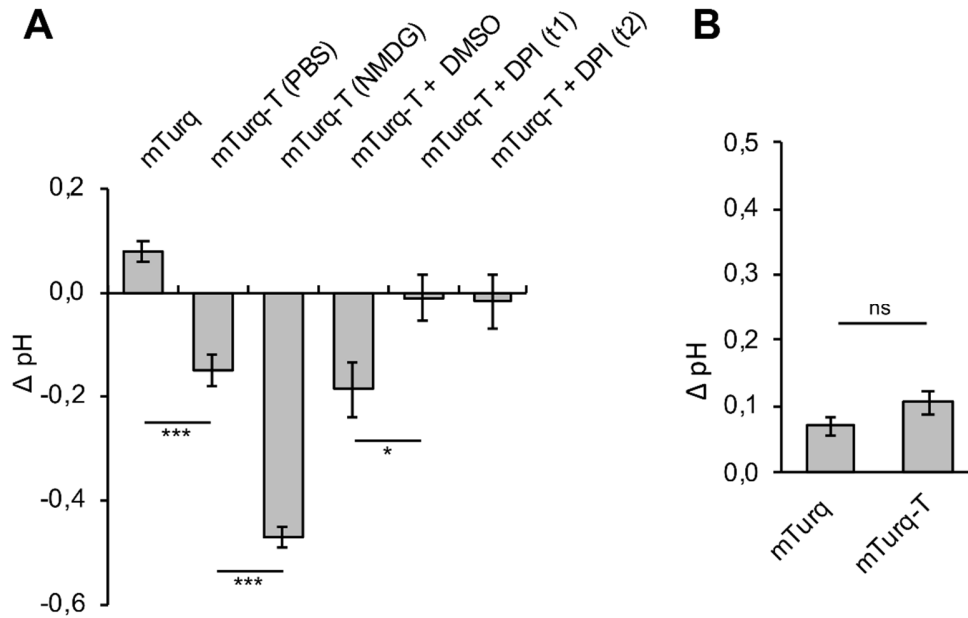 A
B
mTurq
mTurq-T (PBS)
mTurq-T (NMDG)
mTurq-T + DMSO
mTurq-T + DPI (t1)
mTurq-T + DPI (t2)
Δ pH
0,2
0,0
-0,2
-0,4
-0,6
***
***
*
Δ pH
0,5
0,4
0,3
0,2
0,1
0,0
ns
mTurq
mTurq-T